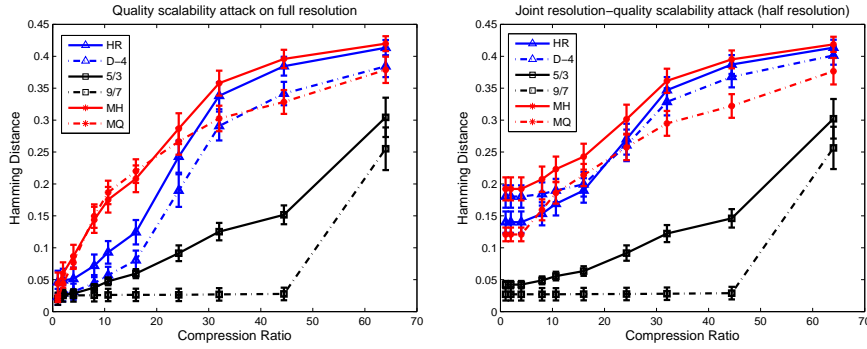 Quality scalability attack on full resolution
Hamming Distance
0.45
0.4
0.35
0.3
0.25
0.2
0.15
0.1
0.05
0
HR
D−4
5/3
9/7
MH
MQ
0 10 20 30 40 50 60 70
Compression Ratio
Joint resolution−quality scalability attack (half resolution)
Hamming Distance
0.45
0.4
0.35
0.3
0.25
0.2
0.15
0.1
0.05
0
HR
D−4
5/3
9/7
MH
MQ
0 10 20 30 40 50 60 70
Compression Ratio